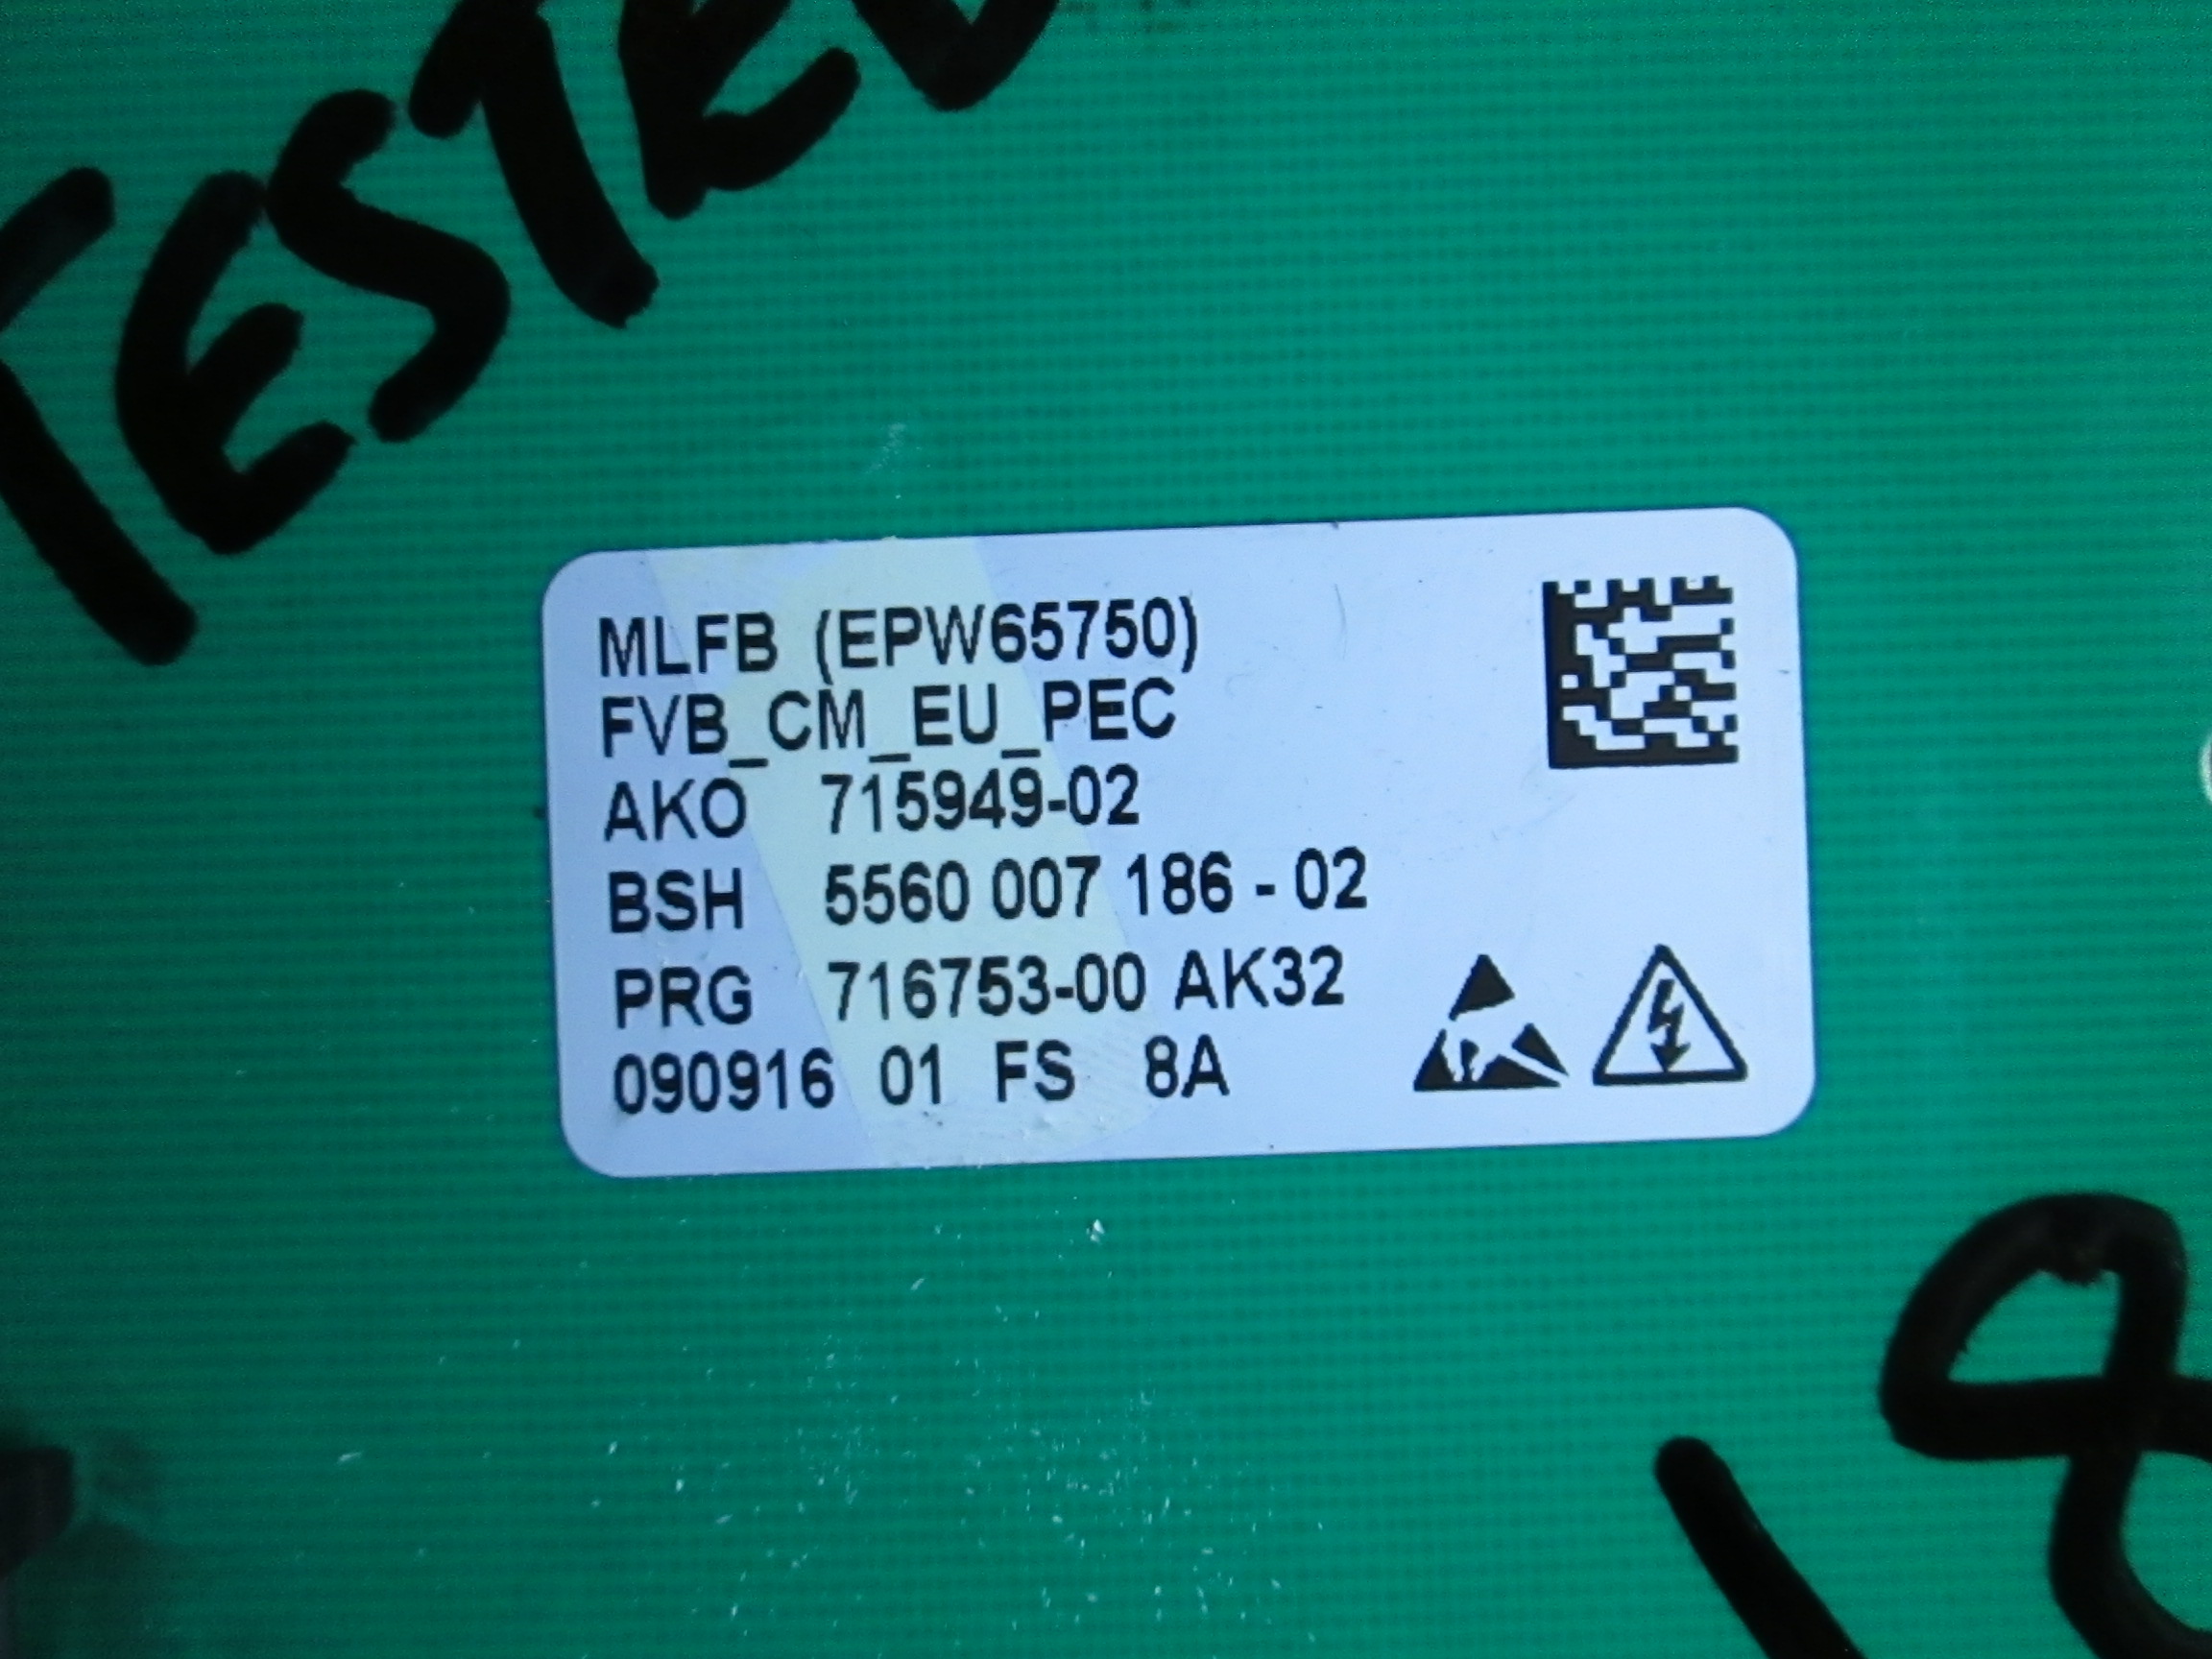 TESTED
MLFB (EPW65750)
FVB_CM_EU_PEC
AKO 715949-02
BSH 5560 007 186 - 02
PRG 716753-00 AK32
090916 01 FS 8A
18